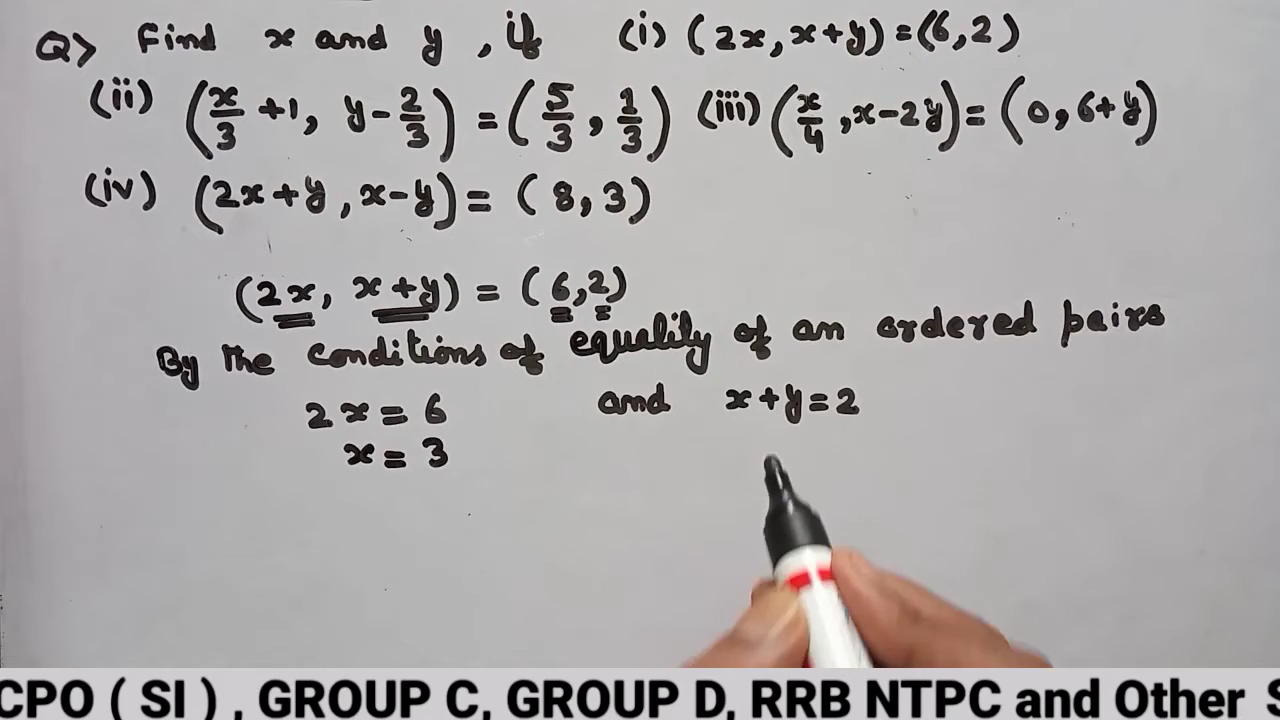 Q> Find x and y , if (i) (2x, x+y) = (6,2)
(ii) (x/3 +1, y-2/3) = (5/3, 1/3) (iii) (x/4, x-2y) = (0, 6+y)
(iv) (2x+y, x-y) = (8,3)
(2x, x+y) = (6,2)
By the conditions of equality of an ordered pairs
2x = 6 and x+y=2
x = 3
CPO ( SI ) , GROUP C, GROUP D, RRB NTPC and Other S